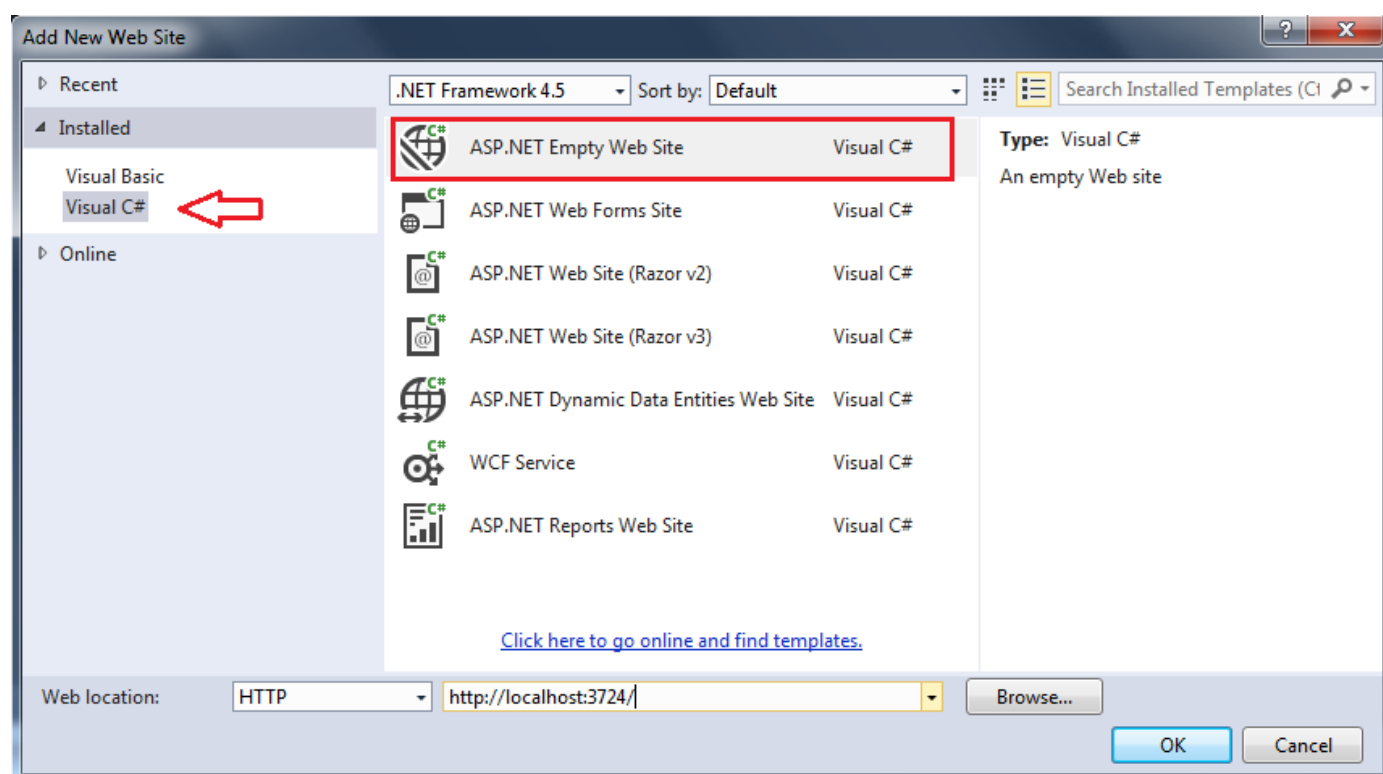 Add New Web Site
?
x
Recent
Installed
Visual Basic
Visual C#
Online
.NET Framework 4.5
Sort by: Default
Search Installed Templates (Ct
C# ASP.NET Empty Web Site Visual C#
C# ASP.NET Web Forms Site Visual C#
C# @ ASP.NET Web Site (Razor v2) Visual C#
C# @ ASP.NET Web Site (Razor v3) Visual C#
C# ASP.NET Dynamic Data Entities Web Site Visual C#
C# WCF Service Visual C#
C# ASP.NET Reports Web Site Visual C#
Click here to go online and find templates.
Type: Visual C#
An empty Web site
Web location: HTTP http://localhost:3724/ Browse...
OK Cancel